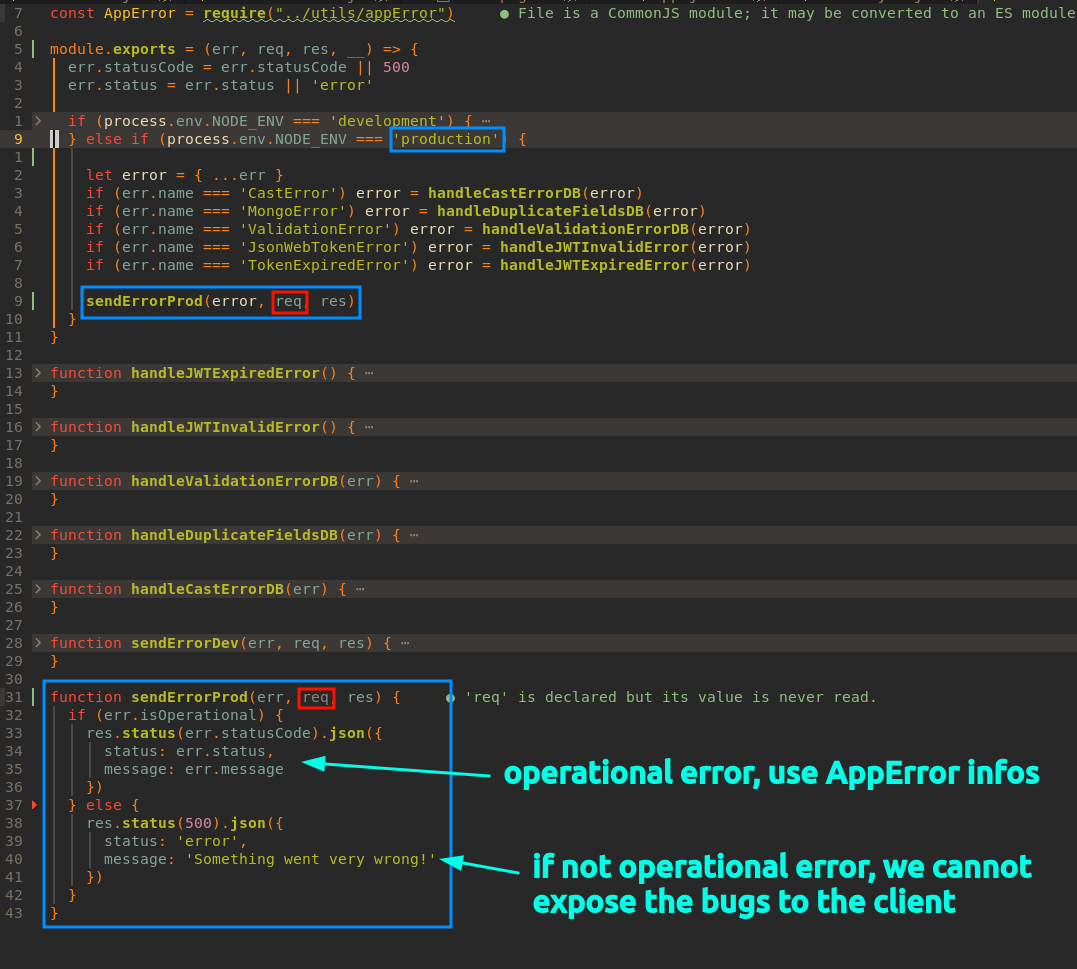 7 const AppError = require("../utils/appError") ● File is a CommonJS module; it may be converted to an ES module
6
5 module.exports = (err, req, res, __) => {
4 err.statusCode = err.statusCode || 500
3 err.status = err.status || 'error'
2
1 if (process.env.NODE_ENV === 'development') { ⋯
9 } else if (process.env.NODE_ENV === 'production') {
1
2 let error = { ...err }
3 if (err.name === 'CastError') error = handleCastErrorDB(error)
4 if (err.name === 'MongoError') error = handleDuplicateFieldsDB(error)
5 if (err.name === 'ValidationError') error = handleValidationErrorDB(error)
6 if (err.name === 'JsonWebTokenError') error = handleJWTInvalidError(error)
7 if (err.name === 'TokenExpiredError') error = handleJWTExpiredError(error)
8
9 sendErrorProd(error, req, res)
10 }
11 }
12
13 function handleJWTExpiredError() { ⋯
14 }
15
16 function handleJWTInvalidError() { ⋯
17 }
18
19 function handleValidationErrorDB(err) { ⋯
20 }
21
22 function handleDuplicateFieldsDB(err) { ⋯
23 }
24
25 function handleCastErrorDB(err) { ⋯
26 }
27
28 function sendErrorDev(err, req, res) { ⋯
29 }
30
31 function sendErrorProd(err, req, res) { ● 'req' is declared but its value is never read.
32 if (err.isOperational) {
33 res.status(err.statusCode).json({
34 status: err.status,
35 message: err.message
operational error, use AppError infos
36 })
37 } else {
38 res.status(500).json({
39 status: 'error',
40 message: 'Something went very wrong!'
if not operational error, we cannot
expose the bugs to the client
41 })
42 }
43 }